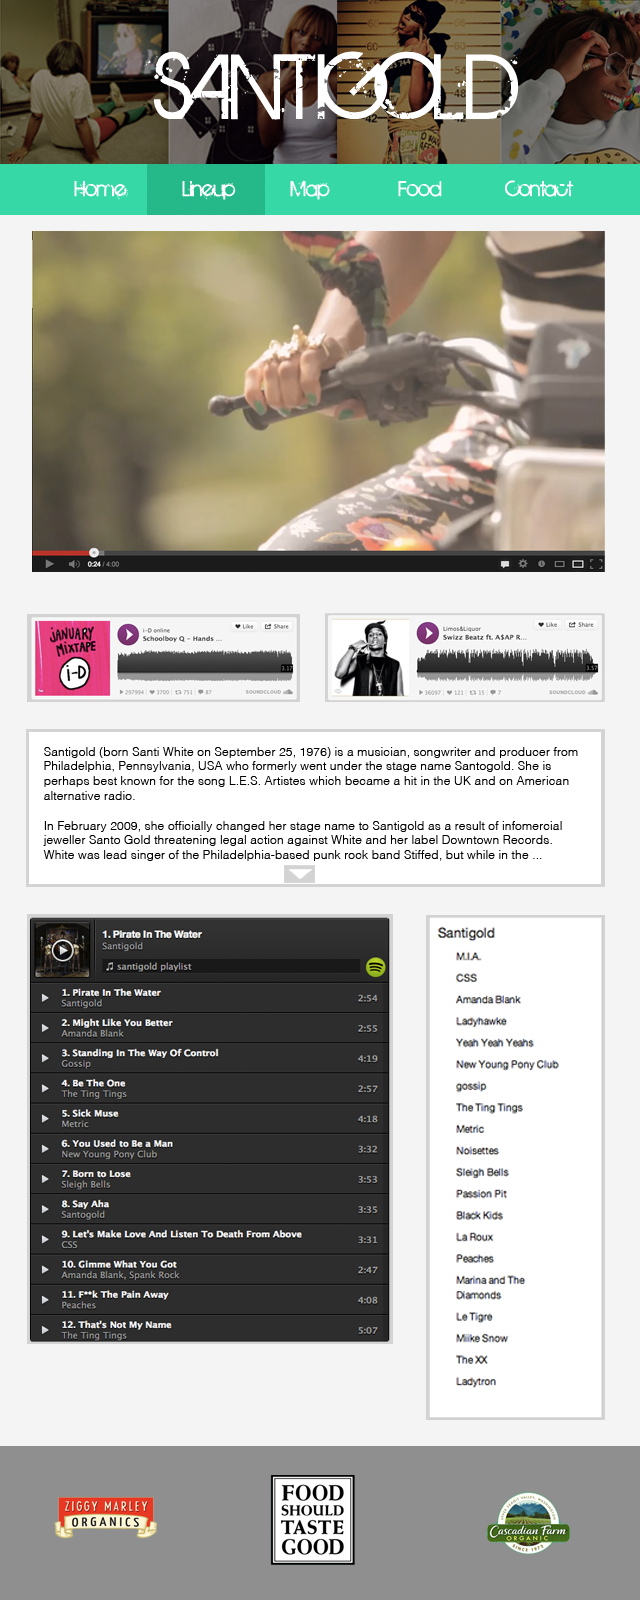 SANTIGOLD
Home Lineup Map Food Contact
0:24 / 4:00
JANUARY
MIXTAPE
i-D
i-D online
Schoolboy Q - Hands ...
Like Share
3.17
297994 3700 751 87
SOUNDCLOUD
Limos&Liquor
Swizz Beatz ft. A$AP R...
Like Share
3.57
36097 121 15 7
SOUNDCLOUD
Santigold (born Santi White on September 25, 1976) is a musician, songwriter and producer from
Philadelphia, Pennsylvania, USA who formerly went under the stage name Santogold. She is
perhaps best known for the song L.E.S. Artistes which became a hit in the UK and on American
alternative radio.
In February 2009, she officially changed her stage name to Santigold as a result of infomercial
jeweller Santo Gold threatening legal action against White and her label Downtown Records.
White was lead singer of the Philadelphia-based punk rock band Stiffed, but while in the ...
1. Pirate In The Water
Santigold
santigold playlist
1. Pirate In The Water 2:54
Santigold
2. Might Like You Better 2:55
Amanda Blank
3. Standing In The Way Of Control 4:19
Gossip
4. Be The One 2:57
The Ting Tings
5. Sick Muse 4:18
Metric
6. You Used to Be a Man 3:32
New Young Pony Club
7. Born to Lose 3:53
Sleigh Bells
8. Say Aha 3:35
Santogold
9. Let's Make Love And Listen To Death From Above 3:31
CSS
10. Gimme What You Got 2:47
Amanda Blank, Spank Rock
11. F**k The Pain Away 4:08
Peaches
12. That's Not My Name 5:07
The Ting Tings
Santigold
M.I.A.
CSS
Amanda Blank
Ladyhawke
Yeah Yeah Yeahs
New Young Pony Club
gossip
The Ting Tings
Metric
Noisettes
Sleigh Bells
Passion Pit
Black Kids
La Roux
Peaches
Marina and The
Diamonds
Le Tigre
Miike Snow
The XX
Ladytron
ZIGGY MARLEY
ORGANICS
FOOD
SHOULD
TASTE
GOOD
Cascadian Farm
ORGANIC
SINCE 1972